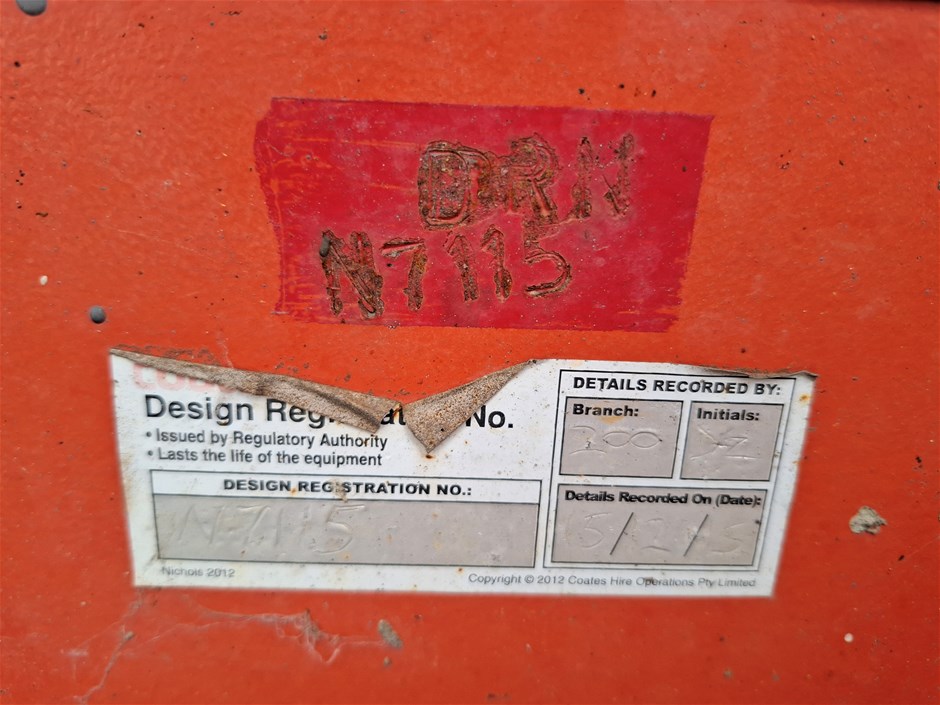 DRN
N7115
Design Reg No.
• Issued by Regulatory Authority
• Lasts the life of the equipment
DESIGN REGISTRATION NO.:
N7115
DETAILS RECORDED BY:
Branch:
200
Initials:
Details Recorded On (Date):
Nichols 2012
Copyright © 2012 Coates Hire Operations Pty Limited